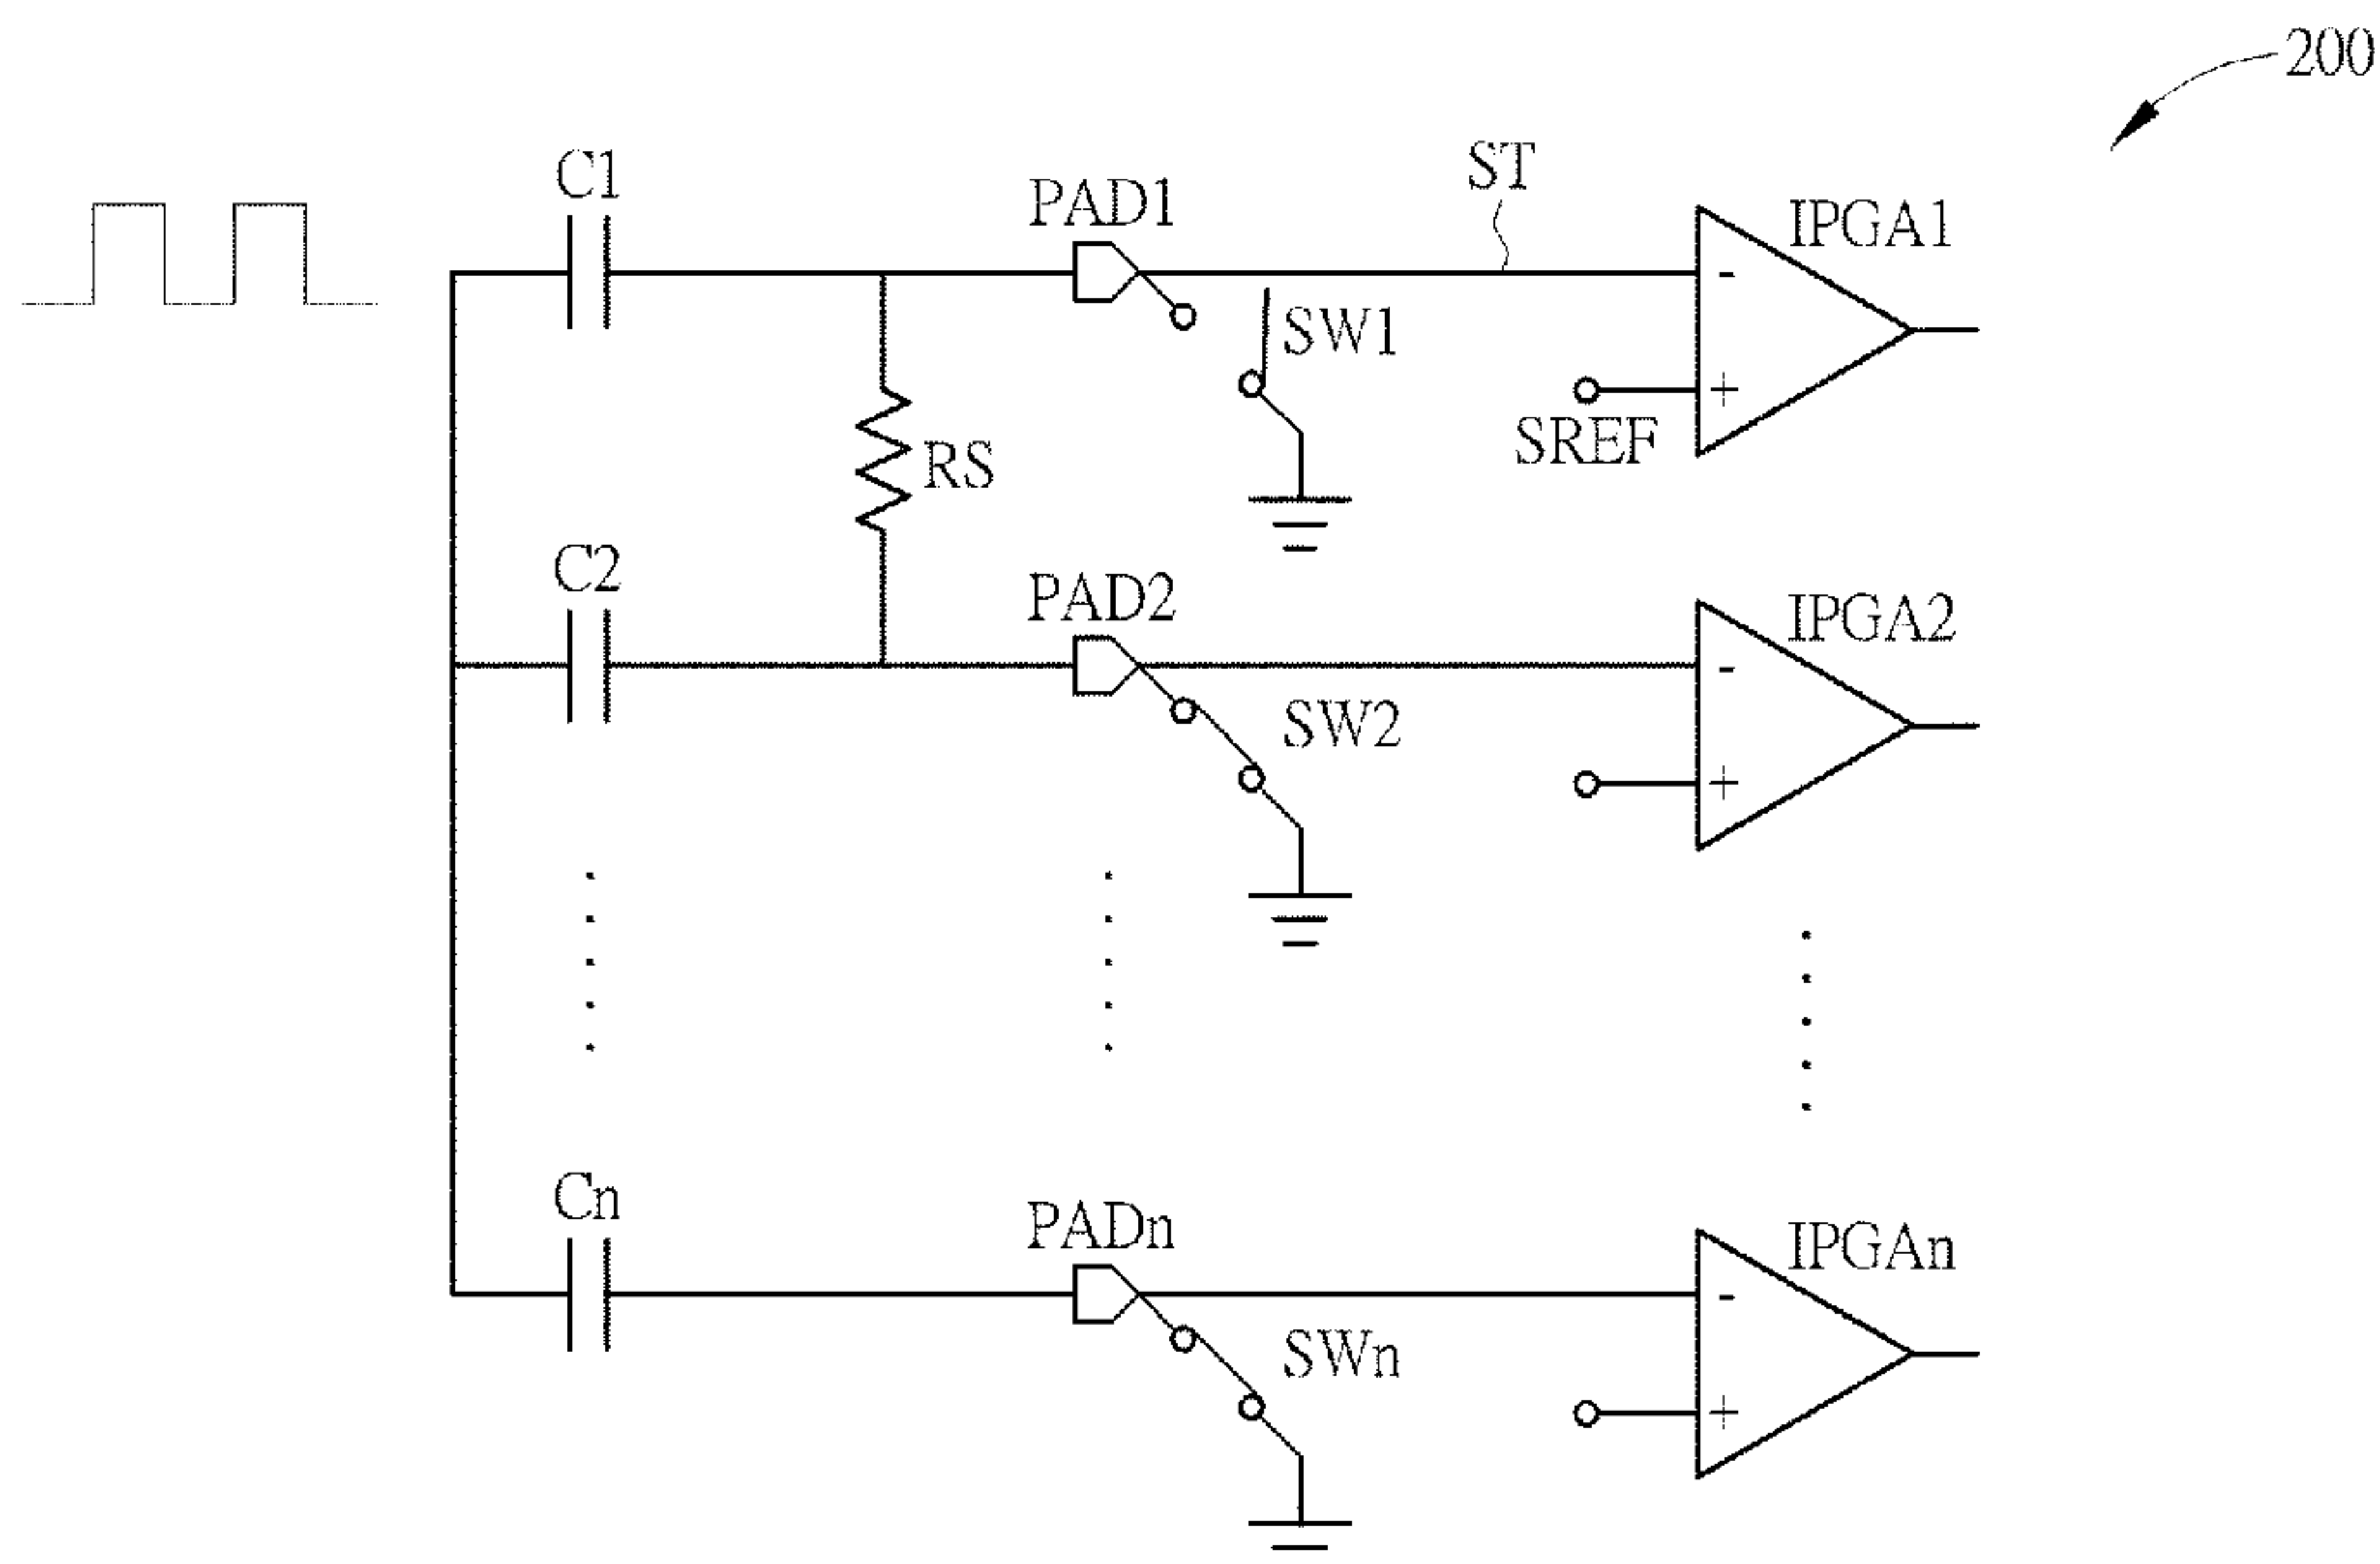 200
C1
PAD1
ST
IPGA1
-
SW1
+
SREF
RS
C2
PAD2
IPGA2
-
SW2
+
Cn
PADn
IPGAn
-
SWn
+